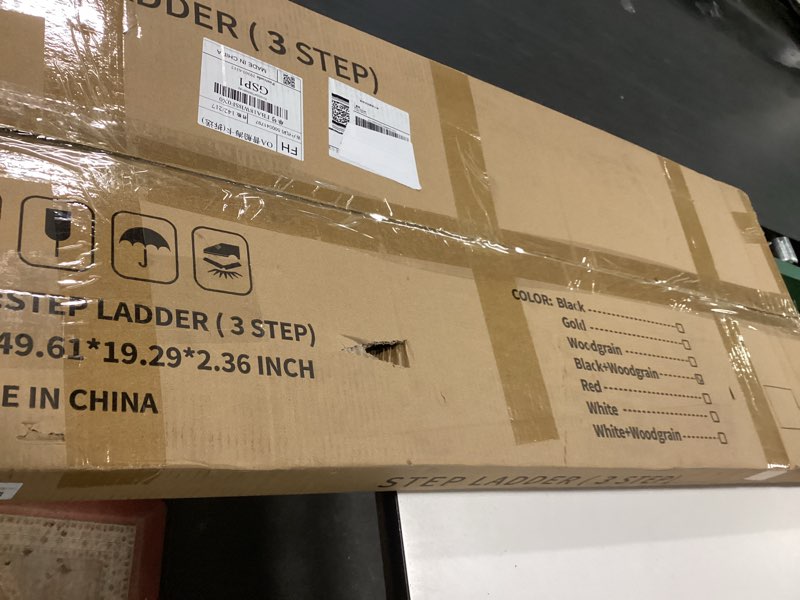 LADDER ( 3 STEP)
MADE IN CHINA
GSP1
FH
STEP LADDER ( 3 STEP)
49.61*19.29*2.36 INCH
E IN CHINA
COLOR: Black
Gold
Woodgrain
Black+Woodgrain
Red
White
White+Woodgrain
STEP LADDER ( 3 STEP)